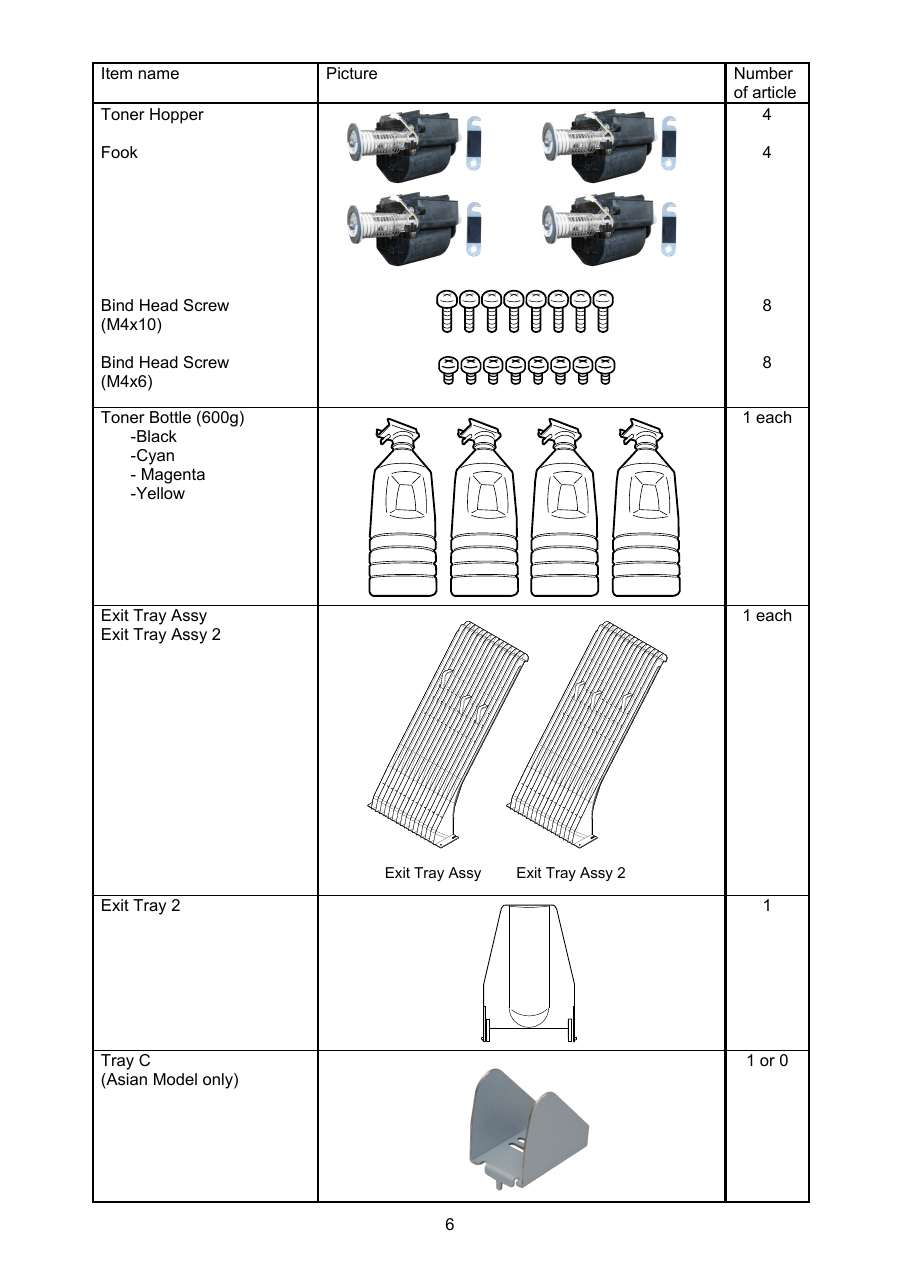 Item name
Picture
Number
of article
Toner Hopper
4
Fook
4
Bind Head Screw
(M4x10)
8
Bind Head Screw
(M4x6)
8
Toner Bottle (600g)
-Black
-Cyan
- Magenta
-Yellow
1 each
Exit Tray Assy
Exit Tray Assy 2
1 each
Exit Tray Assy
Exit Tray Assy 2
Exit Tray 2
1
Tray C
(Asian Model only)
1 or 0
6